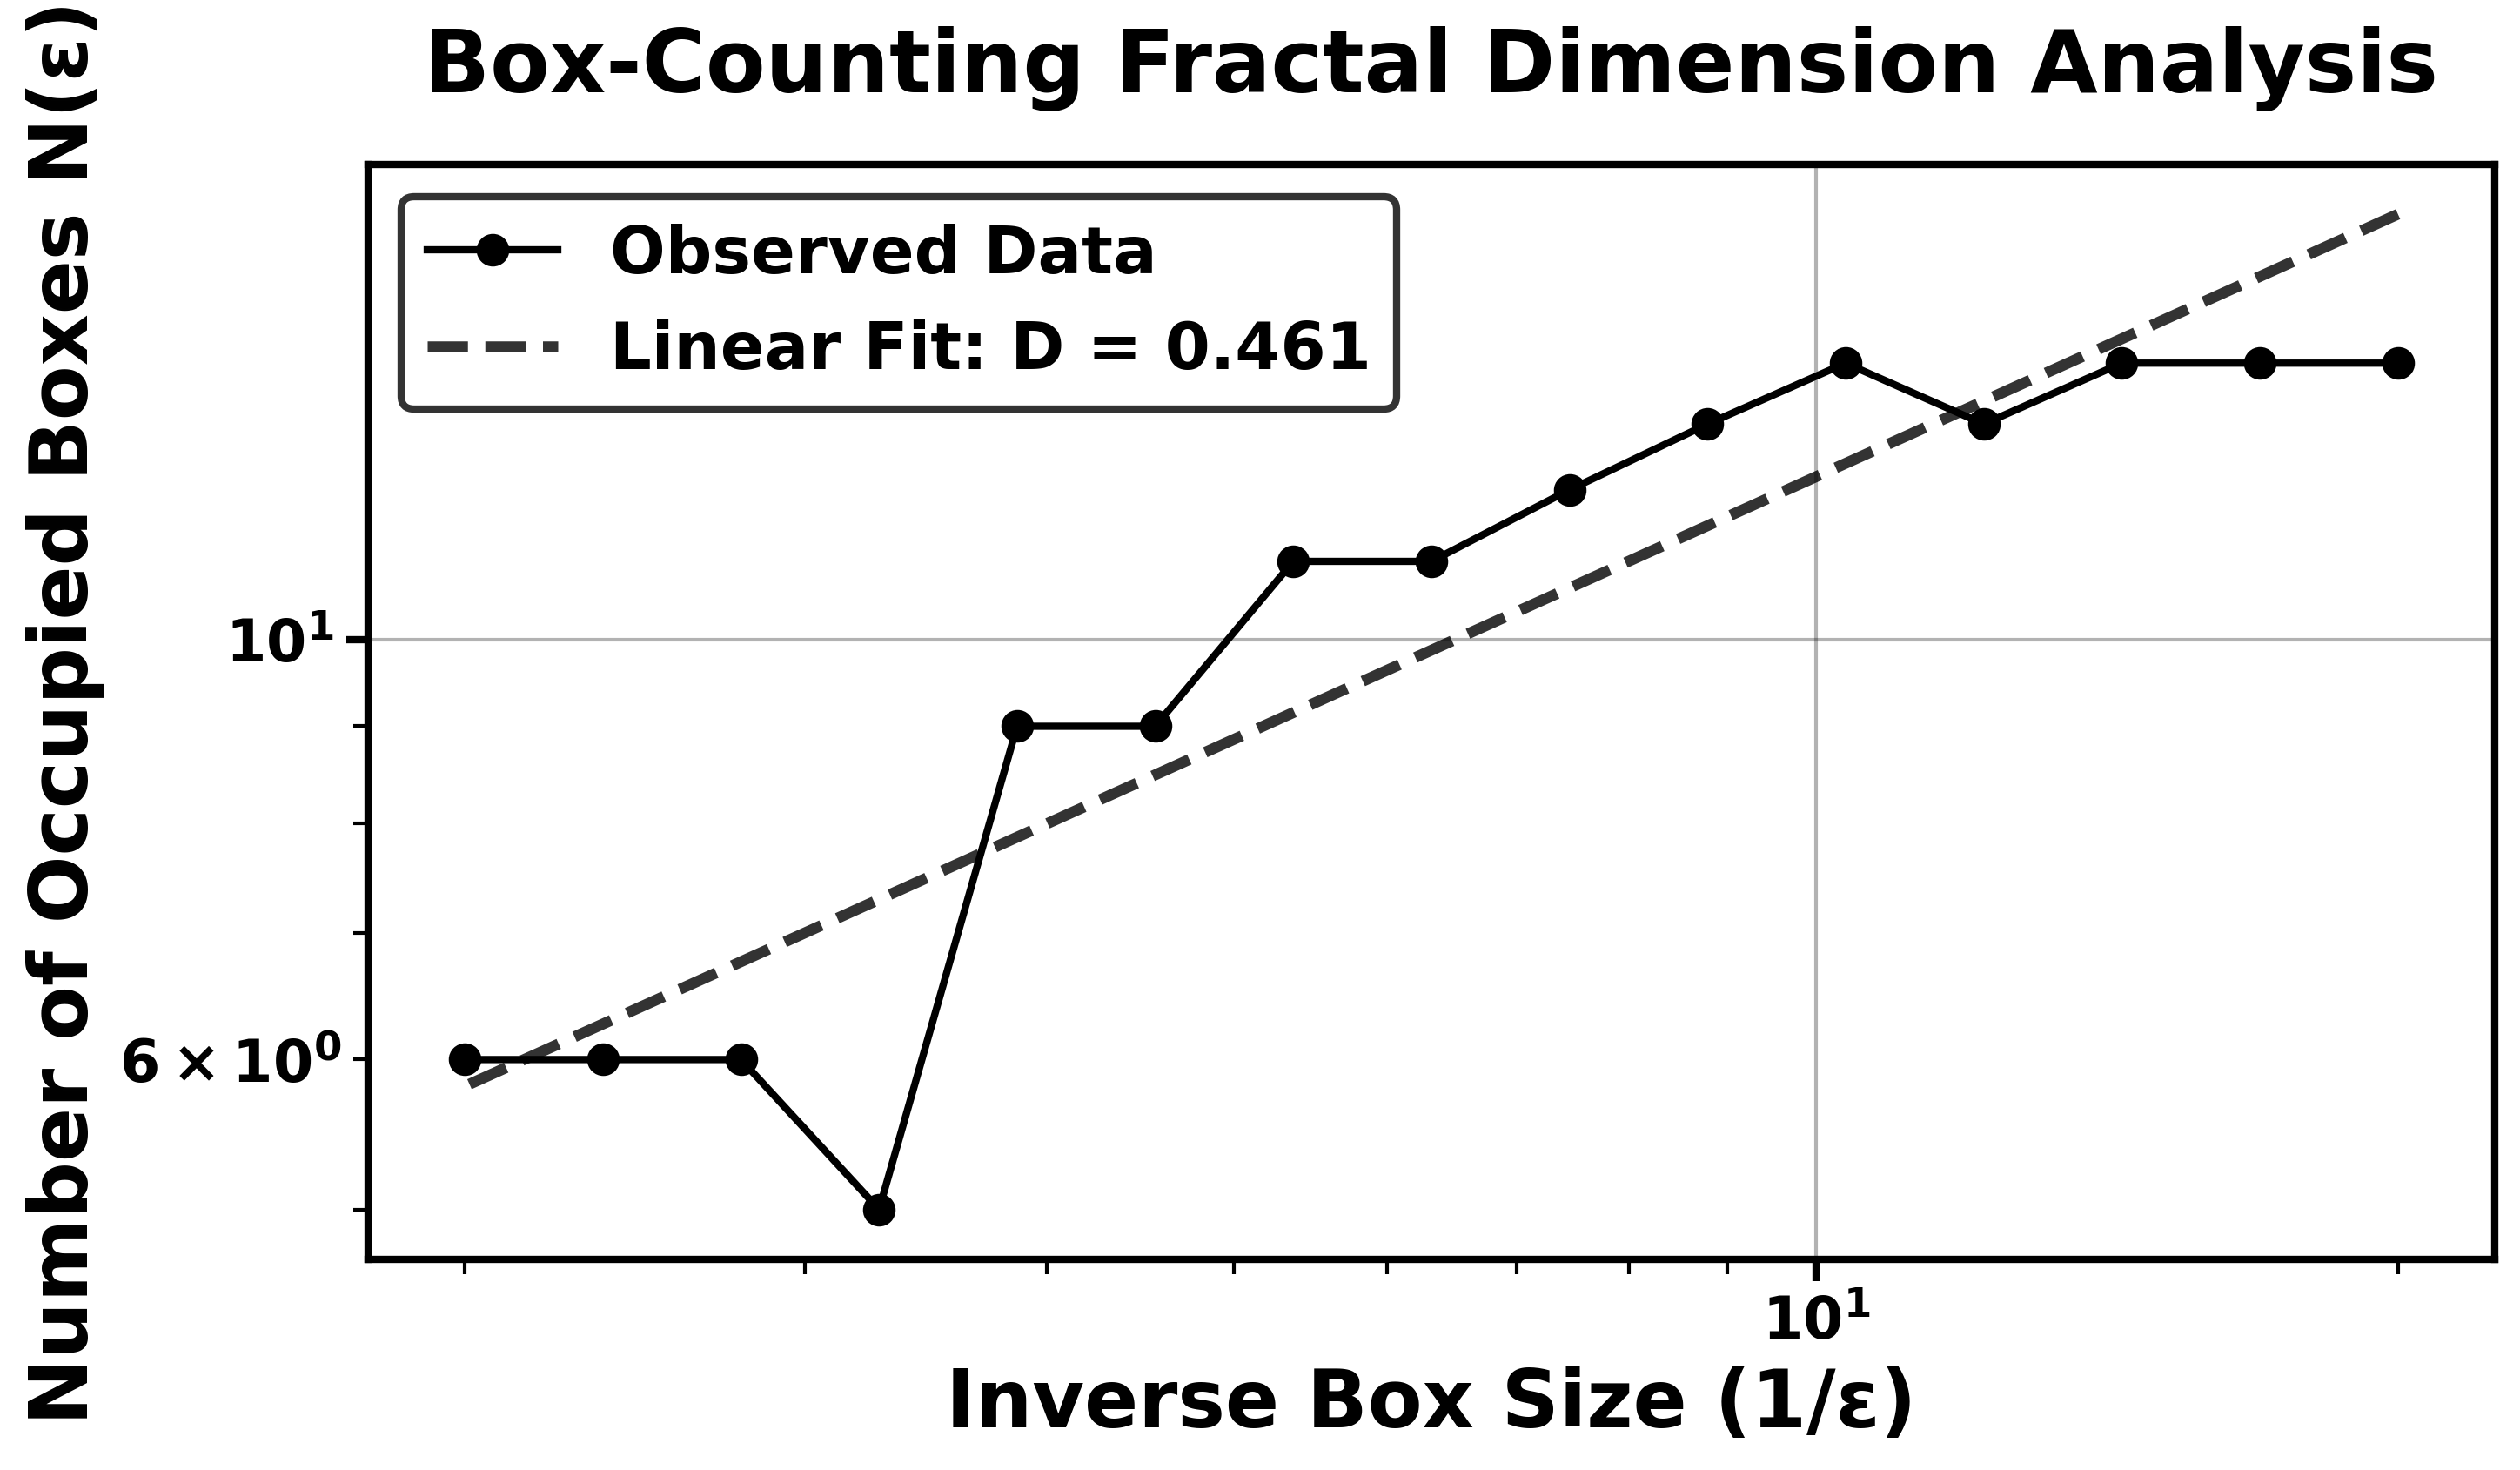 Box-Counting Fractal Dimension Analysis
Number of Occupied Boxes N(ε)
Observed Data
Linear Fit: D = 0.461
10¹
6 × 10⁰
10¹
Inverse Box Size (1/ε)